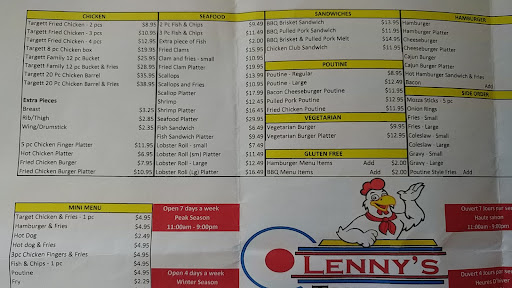 CHICKEN
Targett Fried Chicken - 2 pcs $8.95
Targett Fried Chicken - 3 pcs $10.95
Targett Fried Chicken - 4 pcs $12.95
Targett 8 pc Chicken box $19.95
Targett Family 12 pc Bucket $25.95
Targett Family 12 pc Bucket & fries $28.95
Targett 20 Pc Chicken Barrel $35.95
Targett 20 Pc Chicken Barrel & Fries $38.95
Extra Pieces
Breast $3.25
Rib/Thigh $2.85
Wing/Drumstick $2.35
5 pc Chicken Finger Platter $11.95
Hot Chicken Platter $6.95
Fried Chicken Burger $7.95
Fried Chicken Burger Platter $10.95
SEAFOOD
2 Pc Fish & Chips $9.49
3 Pc Fish & Chips $11.49
Extra piece of Fish $2.00
Fried Clams $11.49
Clam and fries - small $10.49
Fried Clam Platter
Scallops $13.99
Scallops and Fries
Scallop Platter
Shrimp $12.45
Shrimp Platter
Seafood Platter
Fish Sandwich $6.49
Fish Sandwich Platter $9.49
Lobster Roll - small
Lobster Roll (sm) Platter $11.49
Lobster Roll - Large $12.49
Lobster Roll (Lg) Platter $16.49
SANDWICHES
BBQ Brisket Sandwich $13.95
BBQ Pulled Pork Sandwich $11.95
BBQ Brisket & Pulled Pork Melt $14.95
Chicken Club Sandwich $11.95
POUTINE
Poutine - Regular $8.95
Poutine - Large $12.49
Bacon Cheeseburger Poutine $11.95
Pulled Pork Poutine $12.95
Fried Chicken Poutine $11.95
VEGETARIAN
Vegetarian Burger $9.95
Vegetarian Burger Platter $12.95
GLUTEN FREE
Hamburger Menu Items Add $2.00
BBQ Menu Items Add $2.00
HAMBURGER
Hamburger
Hamburger Platter
Cheeseburger
Cheeseburger Platter
Cajun Burger
Cajun Burger Platter
Hot Hamburger Sandwich & Fries
Bacon Add
SIDE ORDER
Mozza Sticks - 5 pc
Onion Rings
Fries - Small
Fries - Large
Coleslaw - Small
Coleslaw - Large
Gravy - Small
Gravy - Large
Poutine Style Fries Add
MINI MENU
Target Chicken & Fries - 1 pc $4.95
Hamburger & Fries $4.95
Hot Dog $2.49
Hot dog & Fries $4.95
3pc Chicken Fingers & Fries $4.95
Fish & Chips - 1 pc $4.95
Poutine $4.95
Fry $2.29
Open 7 days a week
Peak Season
11:00am - 9:00pm
Open 4 days a week
Winter Season
LENNY'S
Ouvert 7 jours par
Haute saison
Ouvert 4 jours par
Heures D'hiver